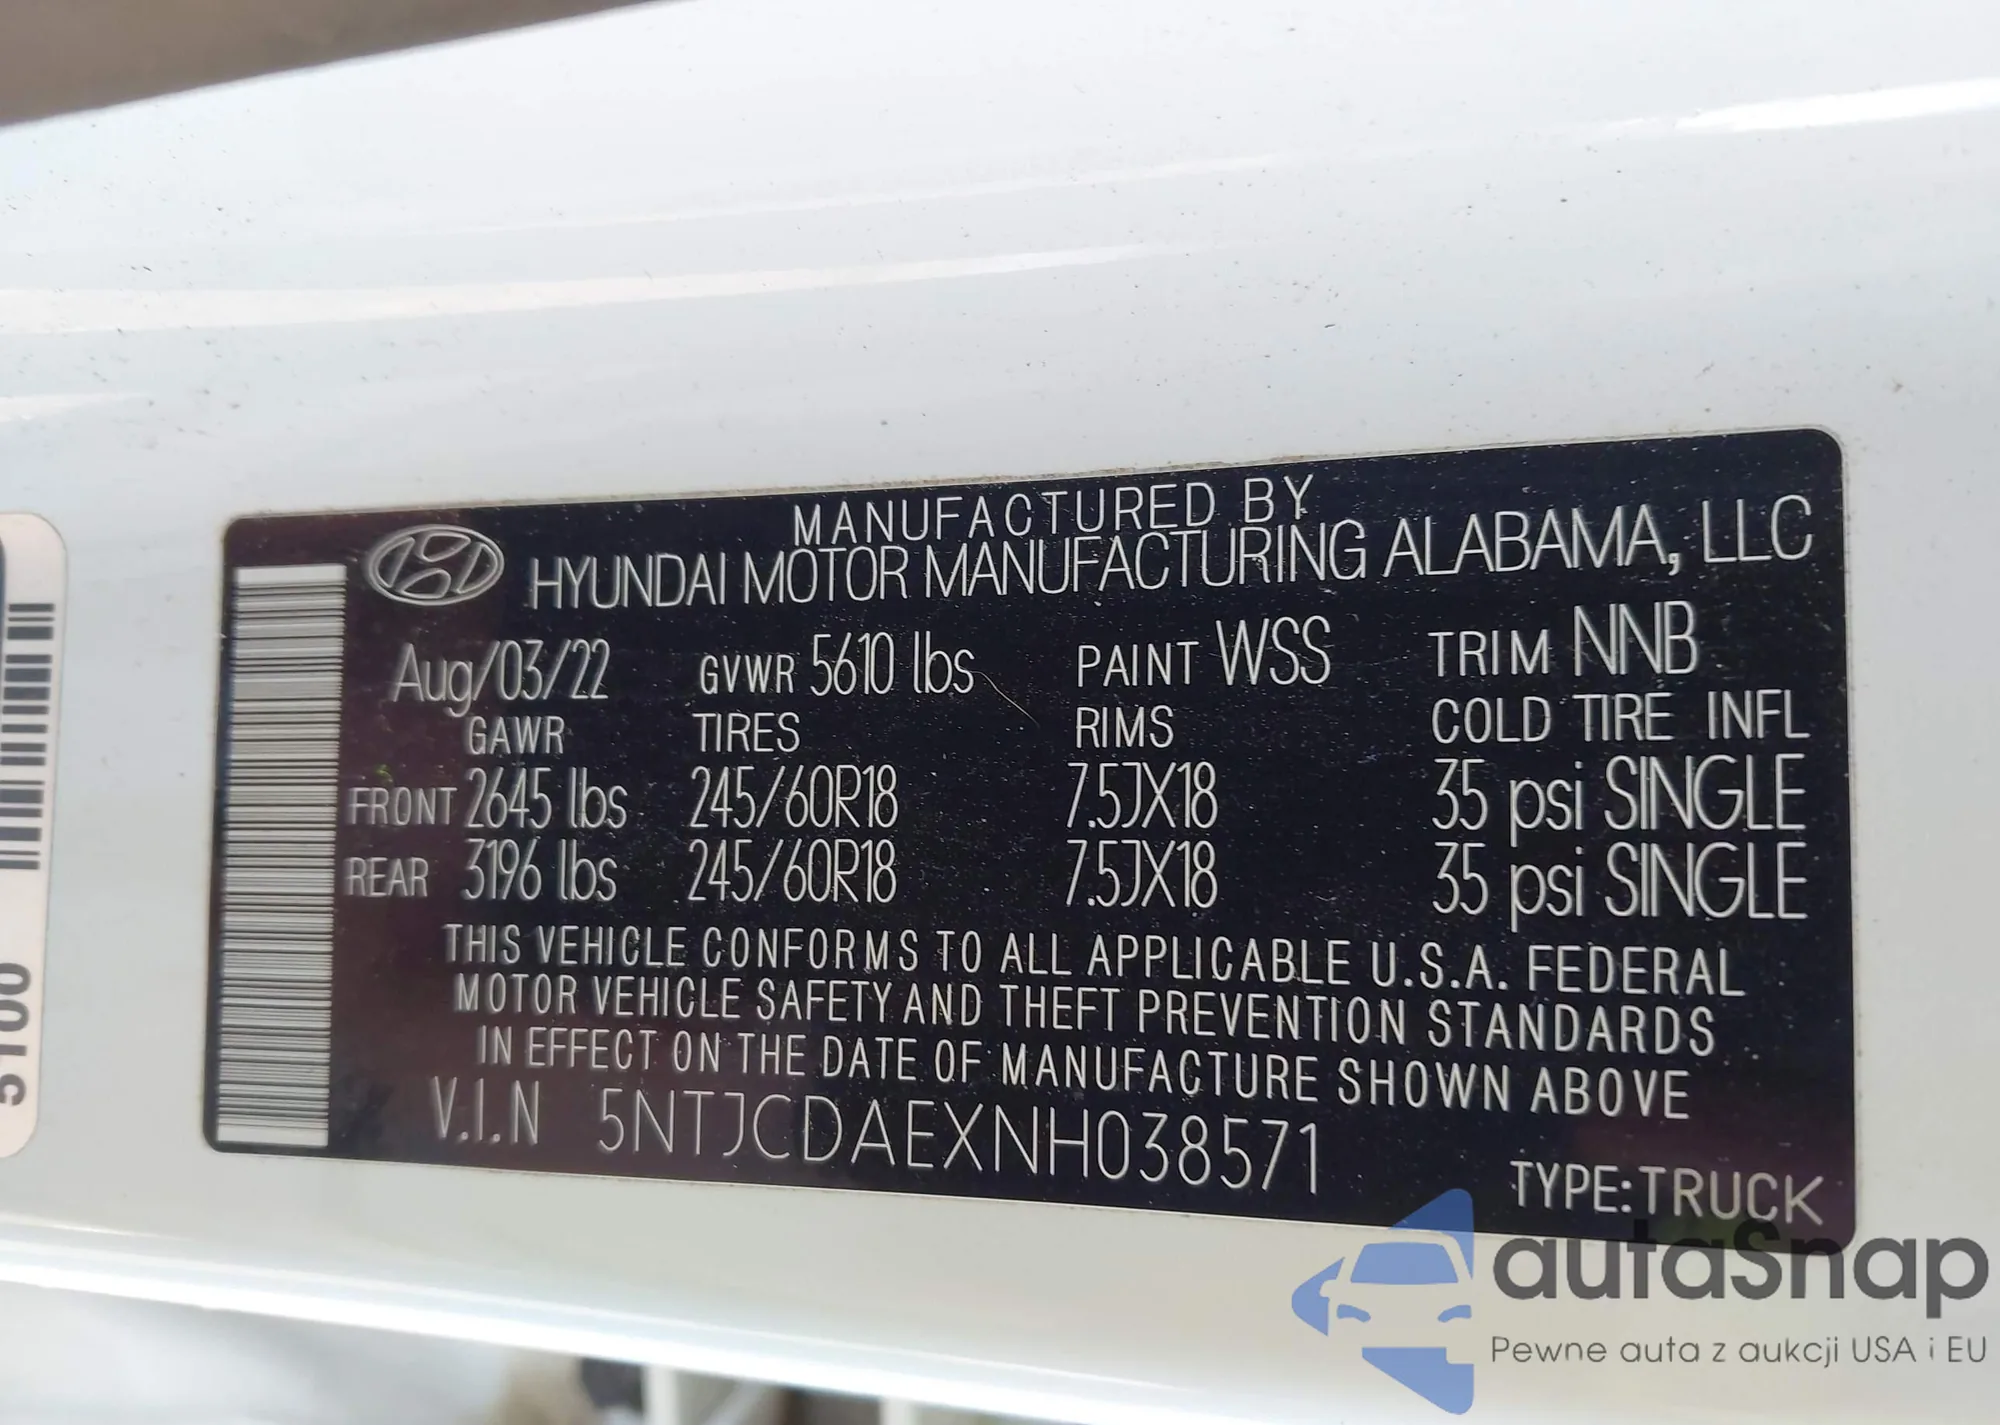 MANUFACTURED BY
HYUNDAI MOTOR MANUFACTURING ALABAMA, LLC
Aug/03/22 GVWR 5610 lbs PAINT WSS TRIM NNB
GAWR TIRES RIMS COLD TIRE INFL
FRONT 2645 lbs 245/60R18 7.5JX18 35 psi SINGLE
REAR 3196 lbs 245/60R18 7.5JX18 35 psi SINGLE
THIS VEHICLE CONFORMS TO ALL APPLICABLE U.S.A. FEDERAL
MOTOR VEHICLE SAFETY AND THEFT PREVENTION STANDARDS
IN EFFECT ON THE DATE OF MANUFACTURE SHOWN ABOVE
V.I.N 5NTJCDAEXNH038571
TYPE:TRUCK
5100
autaSnap
Pewne auta z aukcji USA i EU